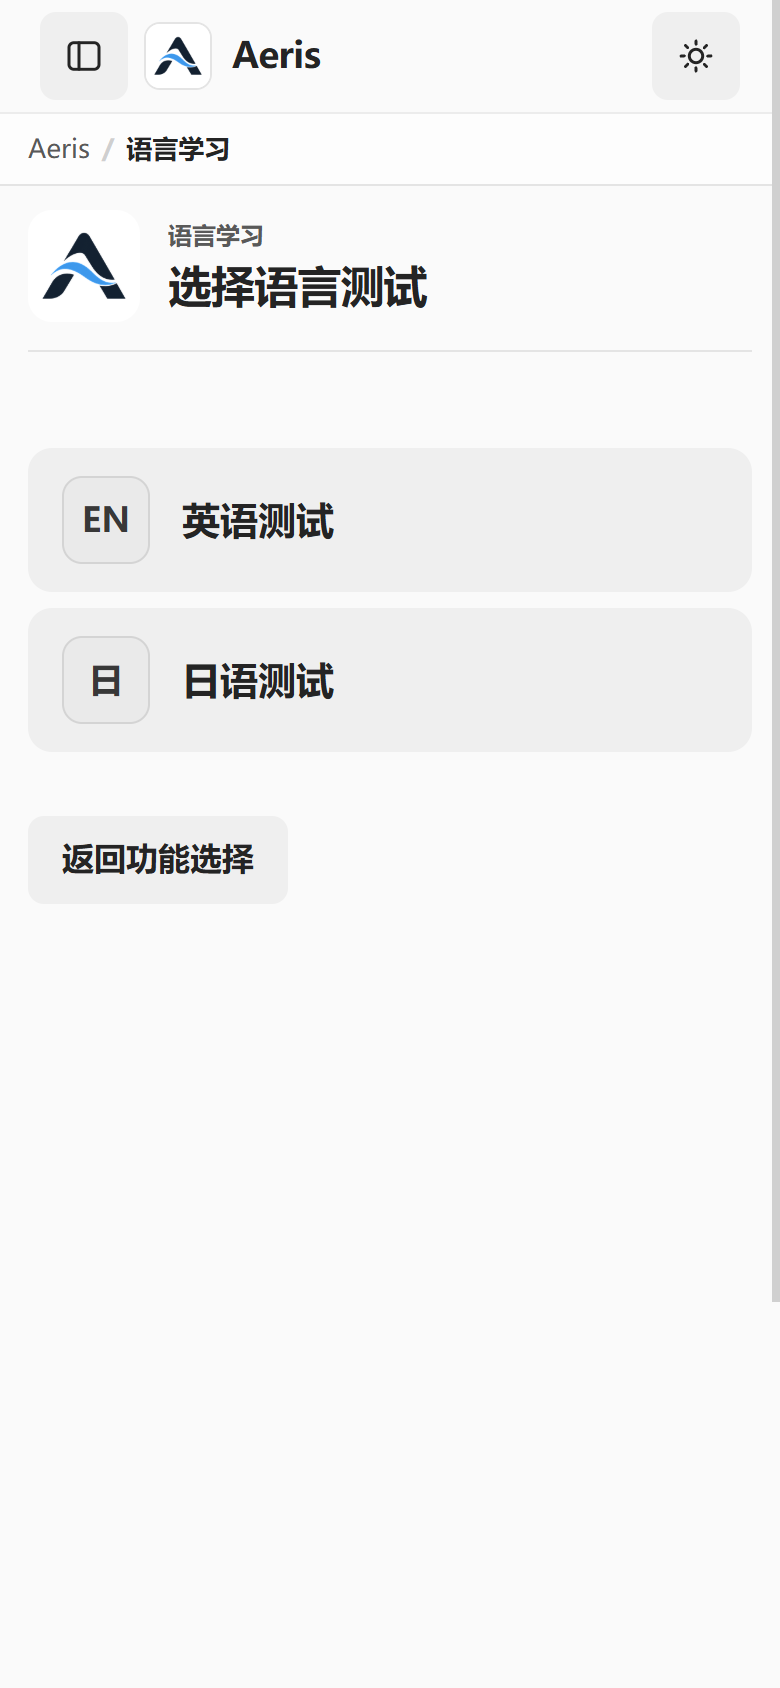 Aeris
Aeris / 语言学习
语言学习
选择语言测试
EN 英语测试
日 日语测试
返回功能选择